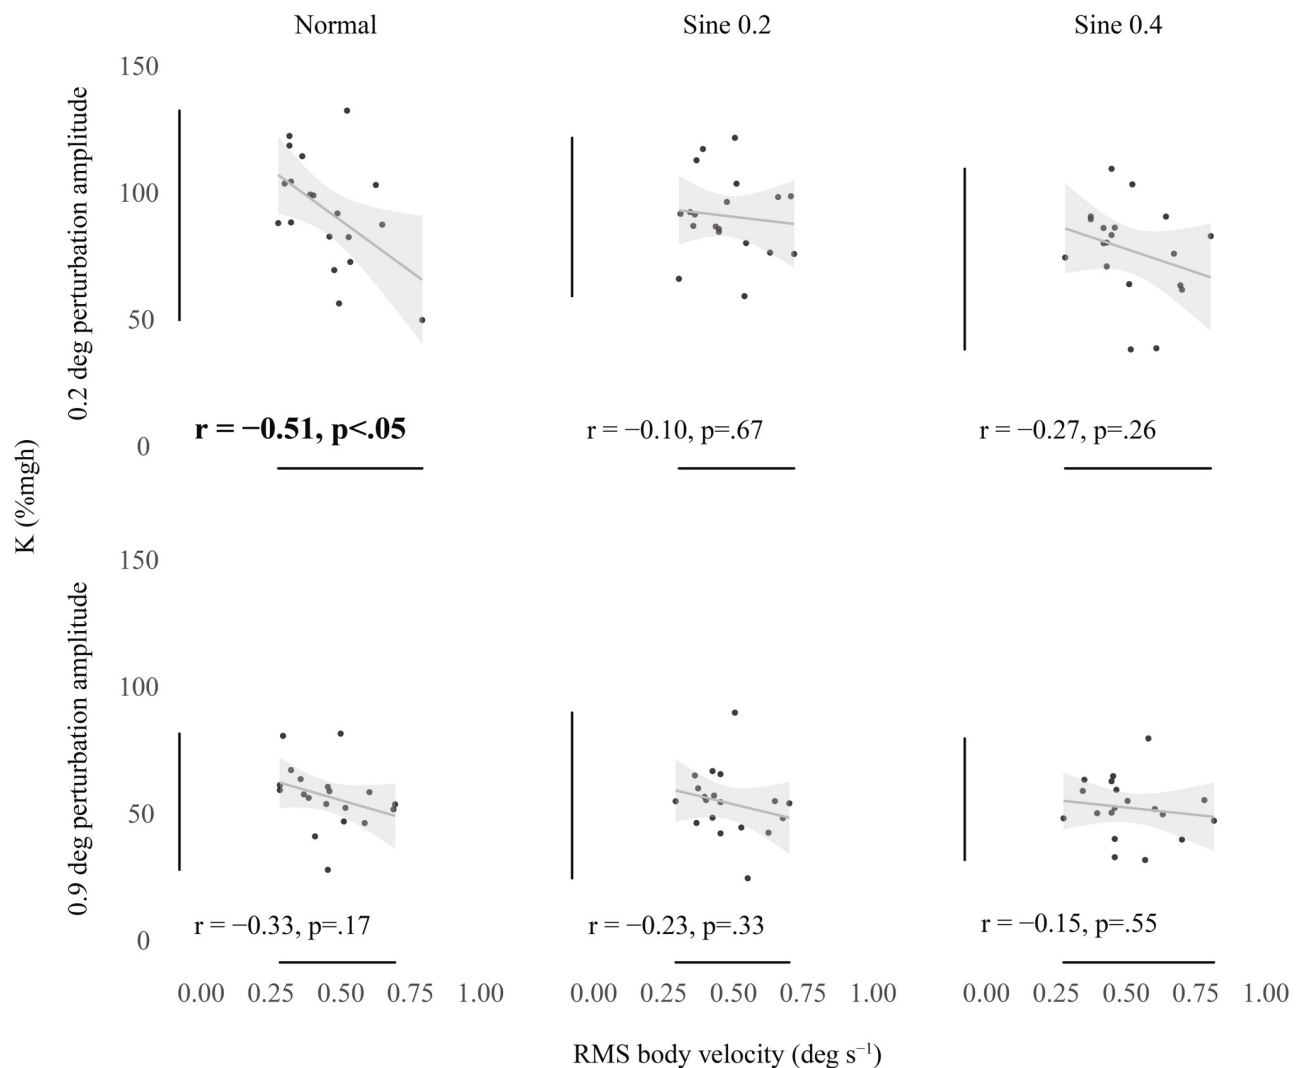 Normal Sine 0.2 Sine 0.4
K (%mgh)
0.2 deg perturbation amplitude
150
100
50
0
r = −0.51, p<.05
r = −0.10, p=.67
r = −0.27, p=.26
0.9 deg perturbation amplitude
150
100
50
0
r = −0.33, p=.17
r = −0.23, p=.33
r = −0.15, p=.55
0.00 0.25 0.50 0.75 1.00 0.00 0.25 0.50 0.75 1.00 0.00 0.25 0.50 0.75 1.00
RMS body velocity (deg s⁻¹)